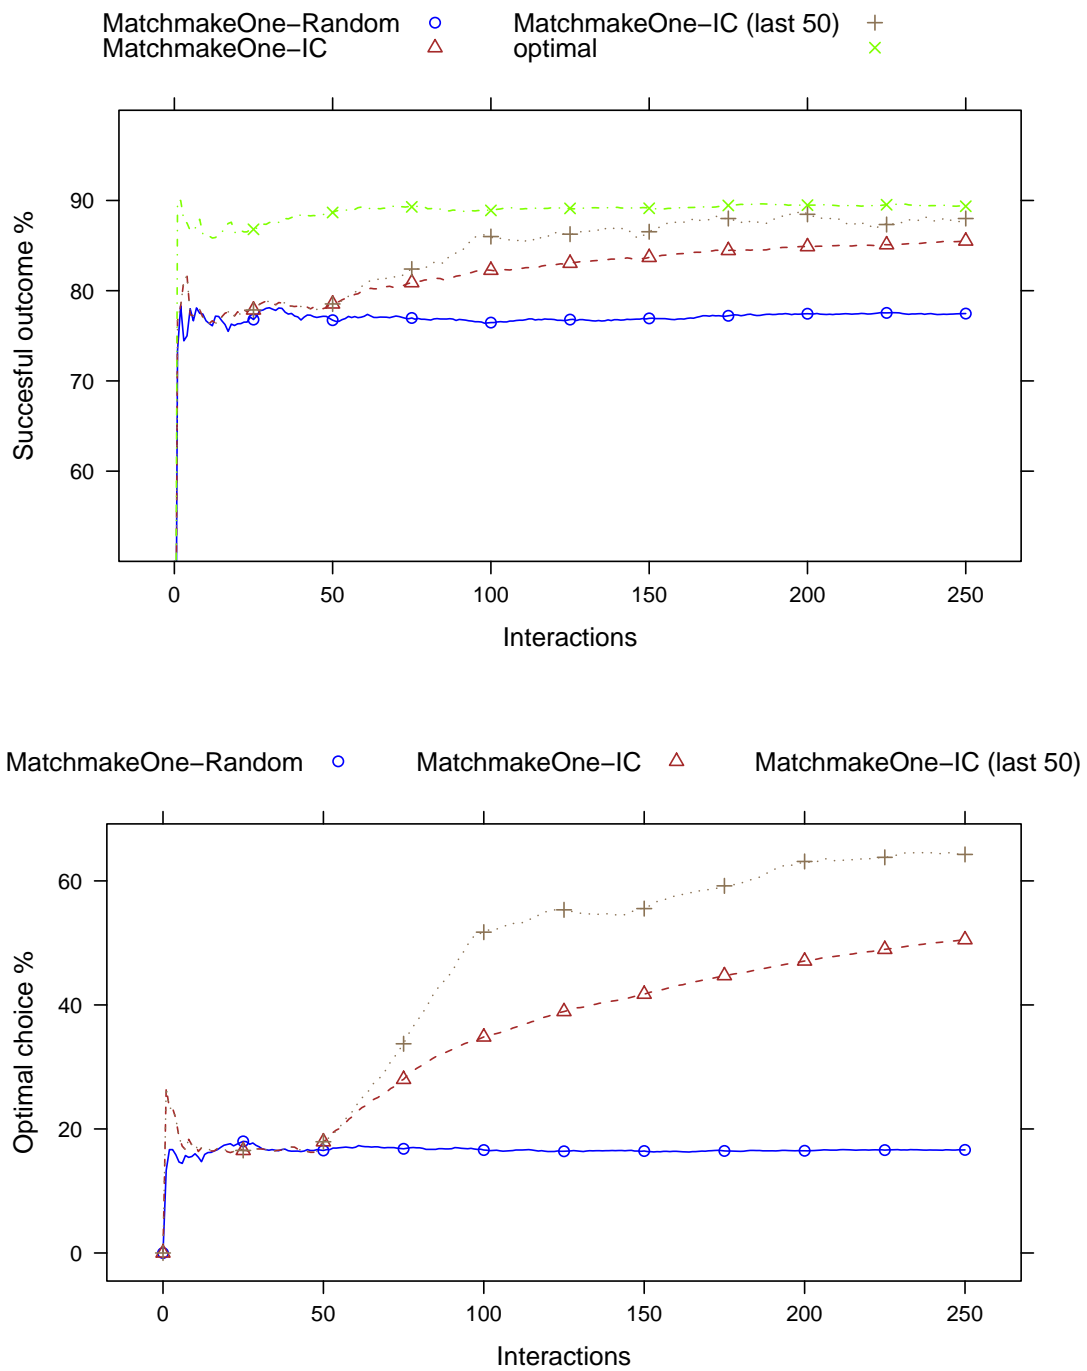 MatchmakeOne−Random MatchmakeOne−IC (last 50)
MatchmakeOne−IC optimal
90
80
70
60
Succesful outcome %
0 50 100 150 200 250
Interactions
MatchmakeOne−Random MatchmakeOne−IC MatchmakeOne−IC (last 50)
60
40
20
0
Optimal choice %
0 50 100 150 200 250
Interactions